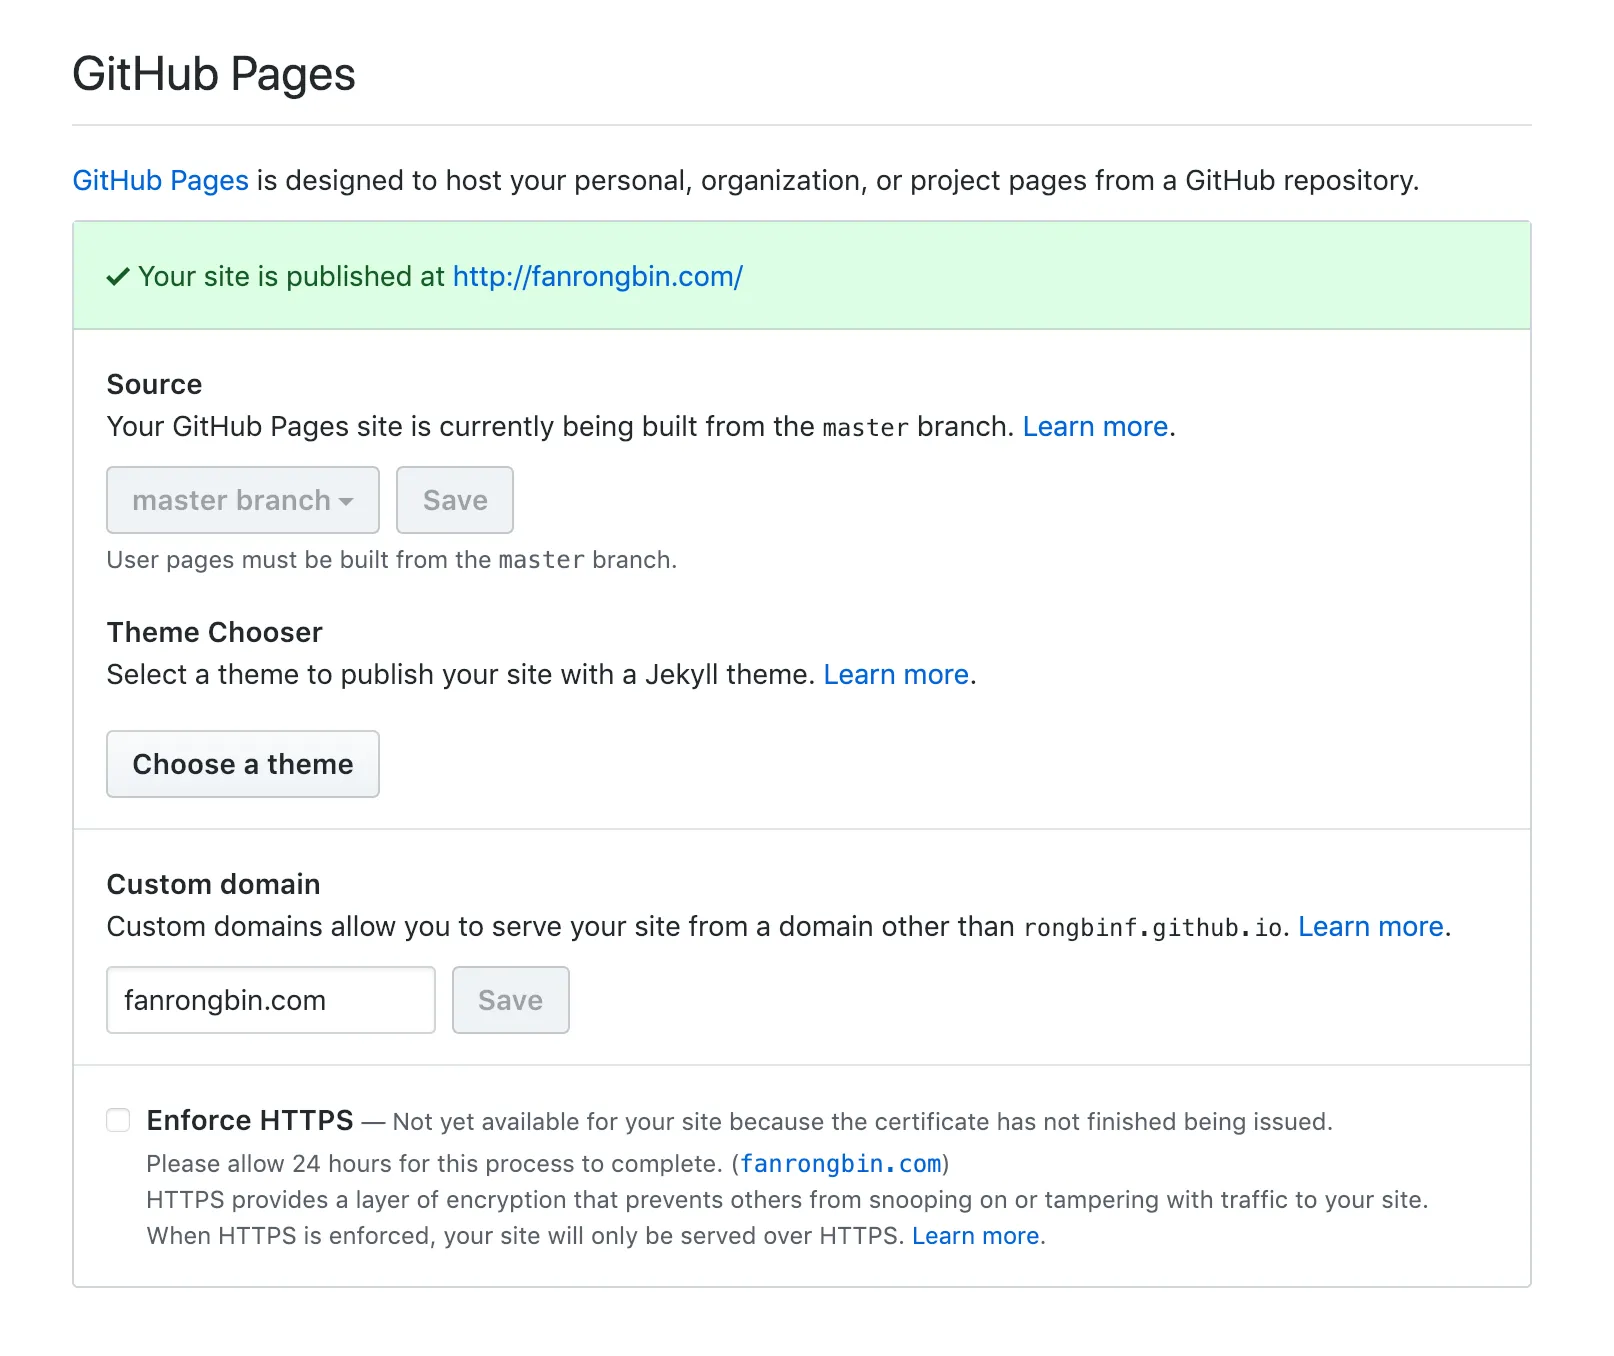 GitHub Pages
GitHub Pages is designed to host your personal, organization, or project pages from a GitHub repository.
Your site is published at http://fanrongbin.com/
Source
Your GitHub Pages site is currently being built from the master branch. Learn more.
master branch Save
User pages must be built from the master branch.
Theme Chooser
Select a theme to publish your site with a Jekyll theme. Learn more.
Choose a theme
Custom domain
Custom domains allow you to serve your site from a domain other than rongbinf.github.io. Learn more.
fanrongbin.com Save
Enforce HTTPS — Not yet available for your site because the certificate has not finished being issued.
Please allow 24 hours for this process to complete. (fanrongbin.com)
HTTPS provides a layer of encryption that prevents others from snooping on or tampering with traffic to your site.
When HTTPS is enforced, your site will only be served over HTTPS. Learn more.